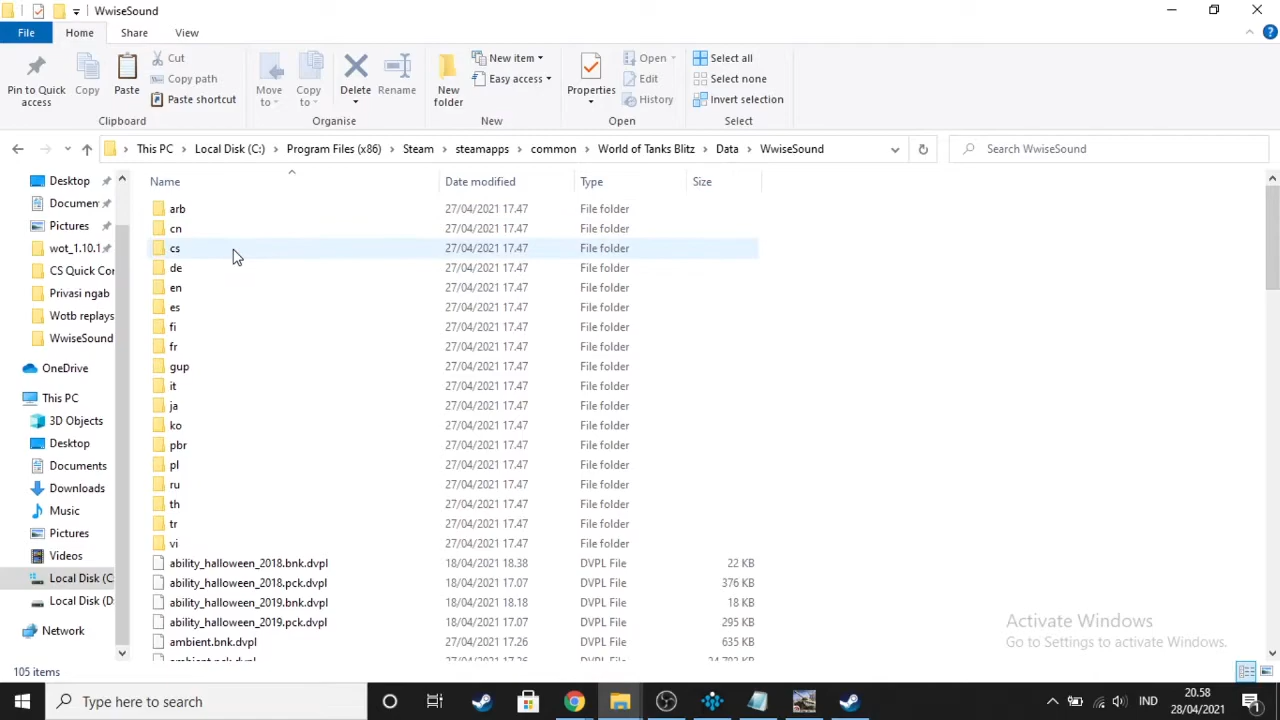 WwiseSound
File Home Share View
Pin to Quick access
Copy
Paste
Cut
Copy path
Paste shortcut
Clipboard
Move to
Copy to
Delete
Rename
Organise
New folder
New item
Easy access
New
Properties
Open
Edit
History
Open
Select all
Select none
Invert selection
Select
This PC > Local Disk (C:) > Program Files (x86) > Steam > steamapps > common > World of Tanks Blitz > Data > WwiseSound
Search WwiseSound
Desktop
Documen
Pictures
wot_1.10.1
CS Quick Cor
Privasi ngab
Wotb replays
WwiseSound
OneDrive
This PC
3D Objects
Desktop
Documents
Downloads
Music
Pictures
Videos
Local Disk (C
Local Disk (D
Network
Name Date modified Type Size
arb 27/04/2021 17.47 File folder
cn 27/04/2021 17.47 File folder
cs 27/04/2021 17.47 File folder
de 27/04/2021 17.47 File folder
en 27/04/2021 17.47 File folder
es 27/04/2021 17.47 File folder
fi 27/04/2021 17.47 File folder
fr 27/04/2021 17.47 File folder
gup 27/04/2021 17.47 File folder
it 27/04/2021 17.47 File folder
ja 27/04/2021 17.47 File folder
ko 27/04/2021 17.47 File folder
pbr 27/04/2021 17.47 File folder
pl 27/04/2021 17.47 File folder
ru 27/04/2021 17.47 File folder
th 27/04/2021 17.47 File folder
tr 27/04/2021 17.47 File folder
vi 27/04/2021 17.47 File folder
ability_halloween_2018.bnk.dvpl 18/04/2021 18.38 DVPL File 22 KB
ability_halloween_2018.pck.dvpl 18/04/2021 17.07 DVPL File 376 KB
ability_halloween_2019.bnk.dvpl 18/04/2021 18.18 DVPL File 18 KB
ability_halloween_2019.pck.dvpl 18/04/2021 17.07 DVPL File 295 KB
ambient.bnk.dvpl 27/04/2021 17.26 DVPL File 635 KB
Activate Windows
Go to Settings to activate Windows.
105 items
Type here to search
IND
20.58
28/04/2021
1